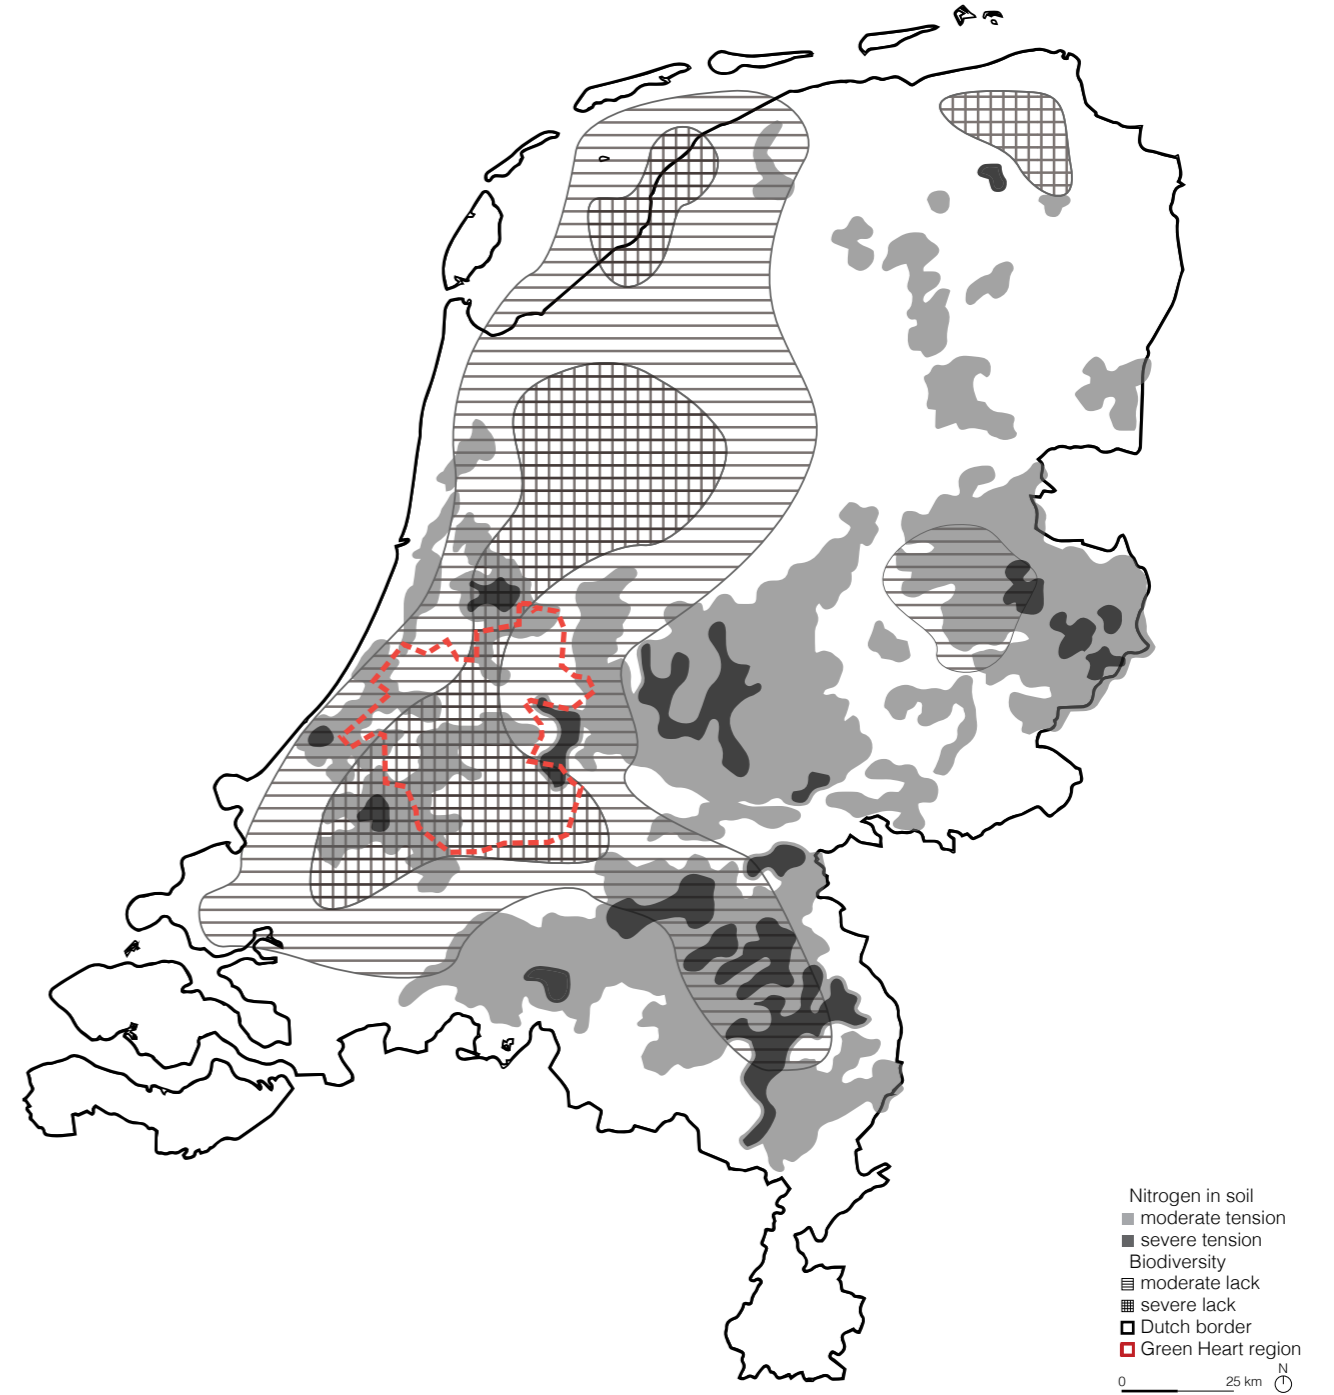 Nitrogen in soil
moderate tension
severe tension
Biodiversity
moderate lack
severe lack
Dutch border
Green Heart region
0 25 km N